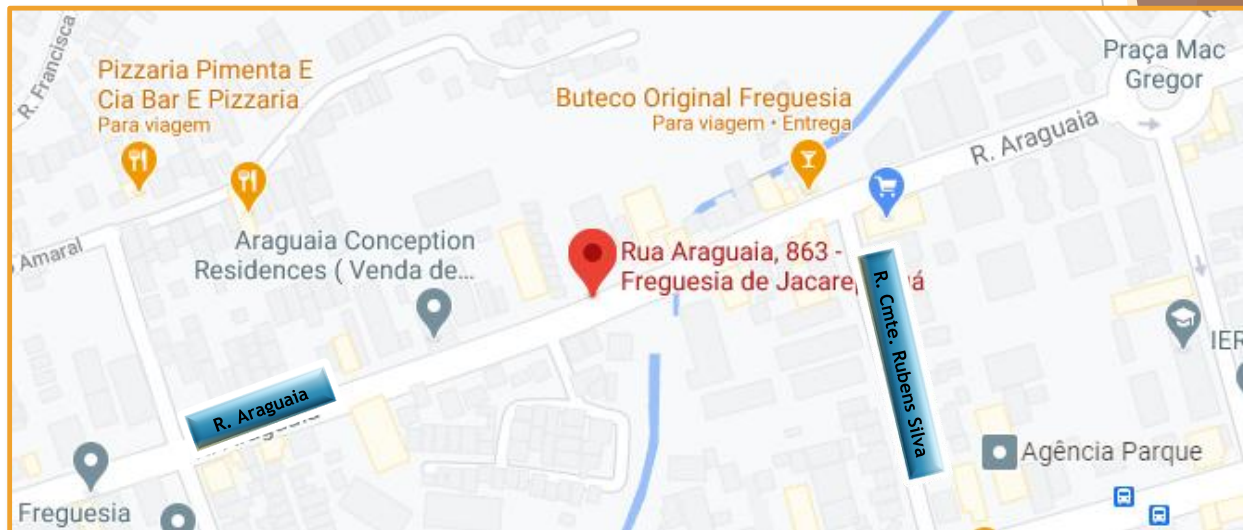 R. Francisca
Pizzaria Pimenta E
Cia Bar E Pizzaria
Para viagem
Buteco Original Freguesia
Para viagem • Entrega
Praça Mac
Gregor
R. Araguaia
Amaral
Araguaia Conception
Residences ( Venda de...
Rua Araguaia, 863 -
Freguesia de Jacarep
á
R. Cmte. Rubens Silva
IER
R. Araguaia
Agência Parque
Freguesia